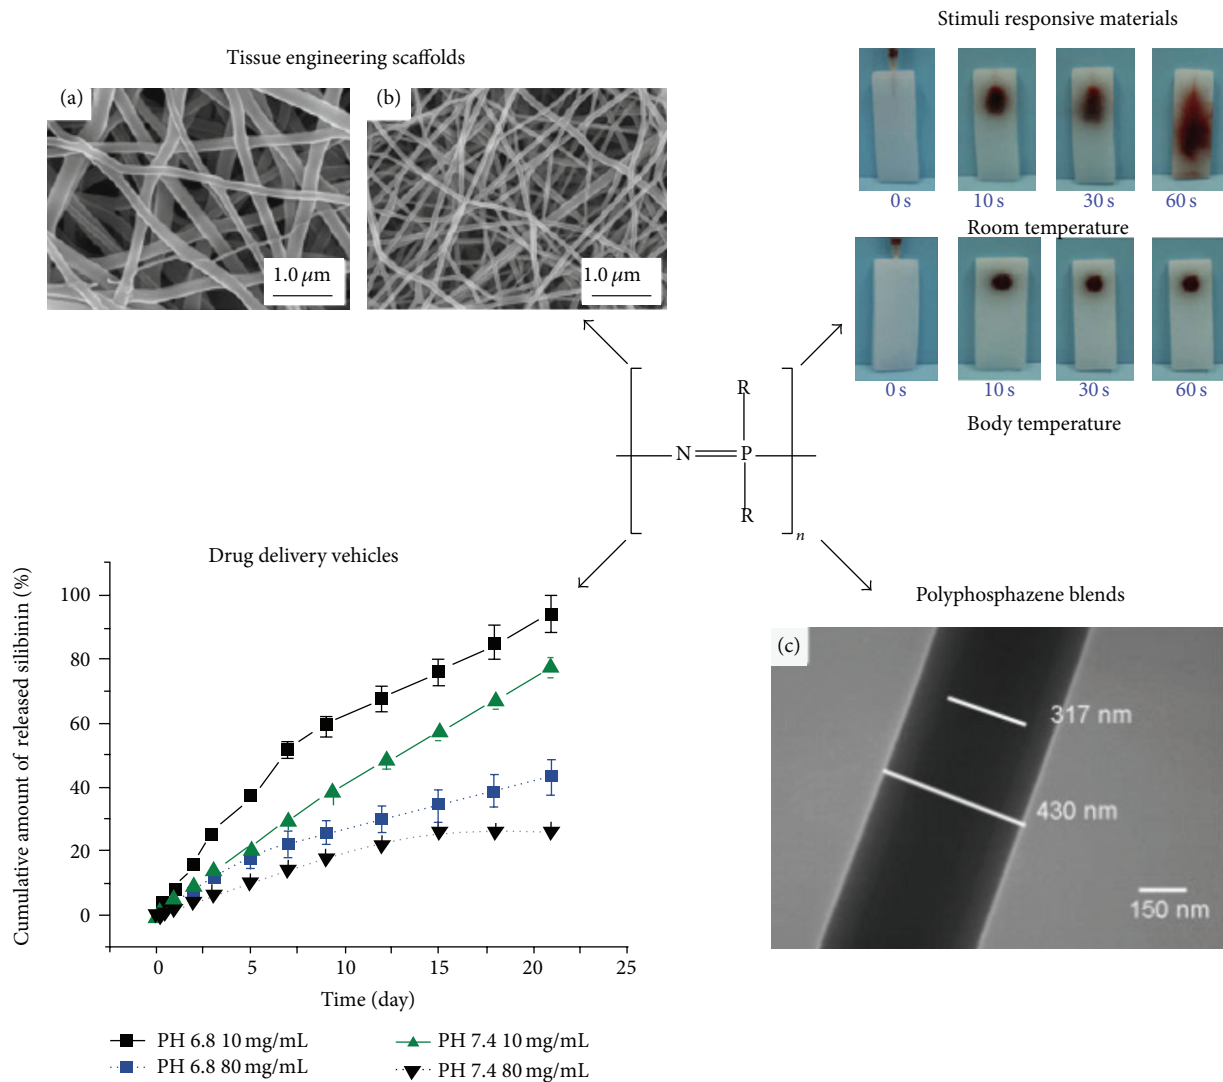 Stimuli responsive materials
Tissue engineering scaffolds
(a)
1.0 μm
(b)
1.0 μm
0 s
10 s
30 s
60 s
Room temperature
0 s
10 s
30 s
60 s
Body temperature
R
N
P
R
n
Drug delivery vehicles
Cumulative amount of released silibinin (%)
100
80
60
40
20
0
0
5
10
15
20
25
Time (day)
PH 6.8 10 mg/mL
PH 7.4 10 mg/mL
PH 6.8 80 mg/mL
PH 7.4 80 mg/mL
Polyphosphazene blends
(c)
317 nm
430 nm
150 nm